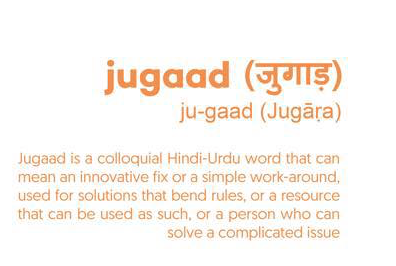 jugaad (जुगाड़)
ju-gaad (Jugāṛa)
Jugaad is a colloquial Hindi-Urdu word that can
mean an innovative fix or a simple work-around,
used for solutions that bend rules, or a resource
that can be used as such, or a person who can
solve a complicated issue